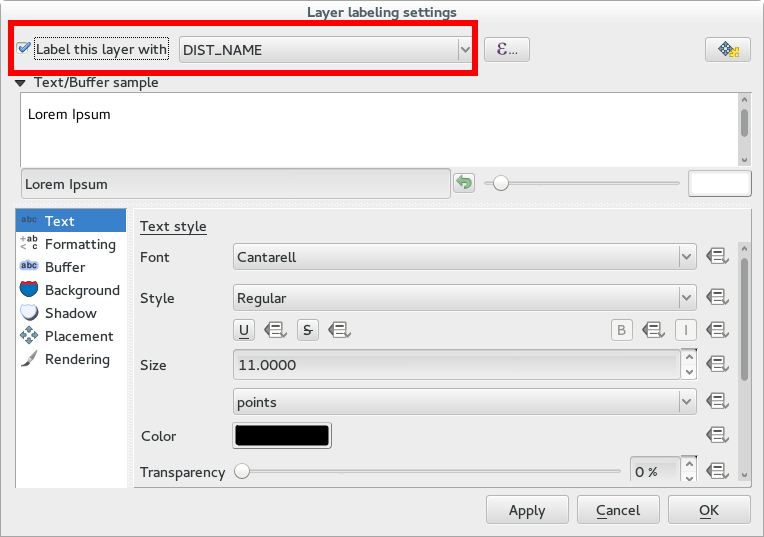 Layer labeling settings
Label this layer with DIST_NAME ε...
Text/Buffer sample
Lorem Ipsum
Lorem Ipsum
abc Text
+ab < c Formatting
abc Buffer
Background
Shadow
Placement
Rendering
Text style
Font Cantarell
Style Regular
U S B I
Size 11.0000
points
Color
Transparency 0 %
Apply Cancel OK